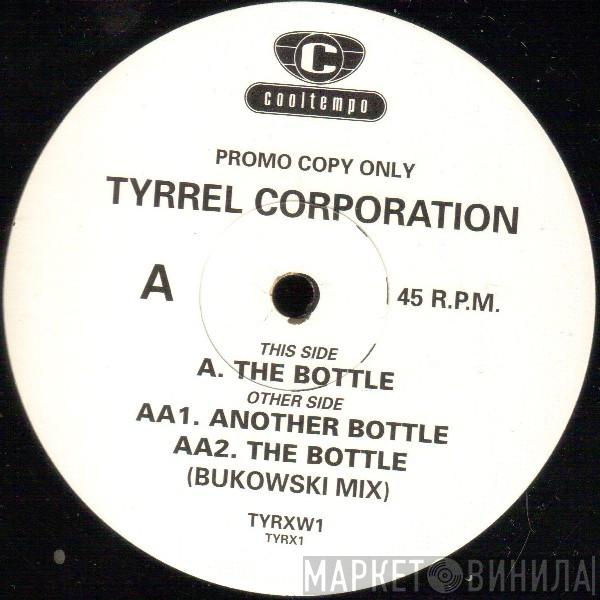 C
cooltempo
PROMO COPY ONLY
TYRREL CORPORATION
A
45 R.P.M.
THIS SIDE
A. THE BOTTLE
OTHER SIDE
AA1. ANOTHER BOTTLE
AA2. THE BOTTLE
(BUKOWSKI MIX)
TYRXW1
TYRX1
МАРКЕТ ВИНИЛА